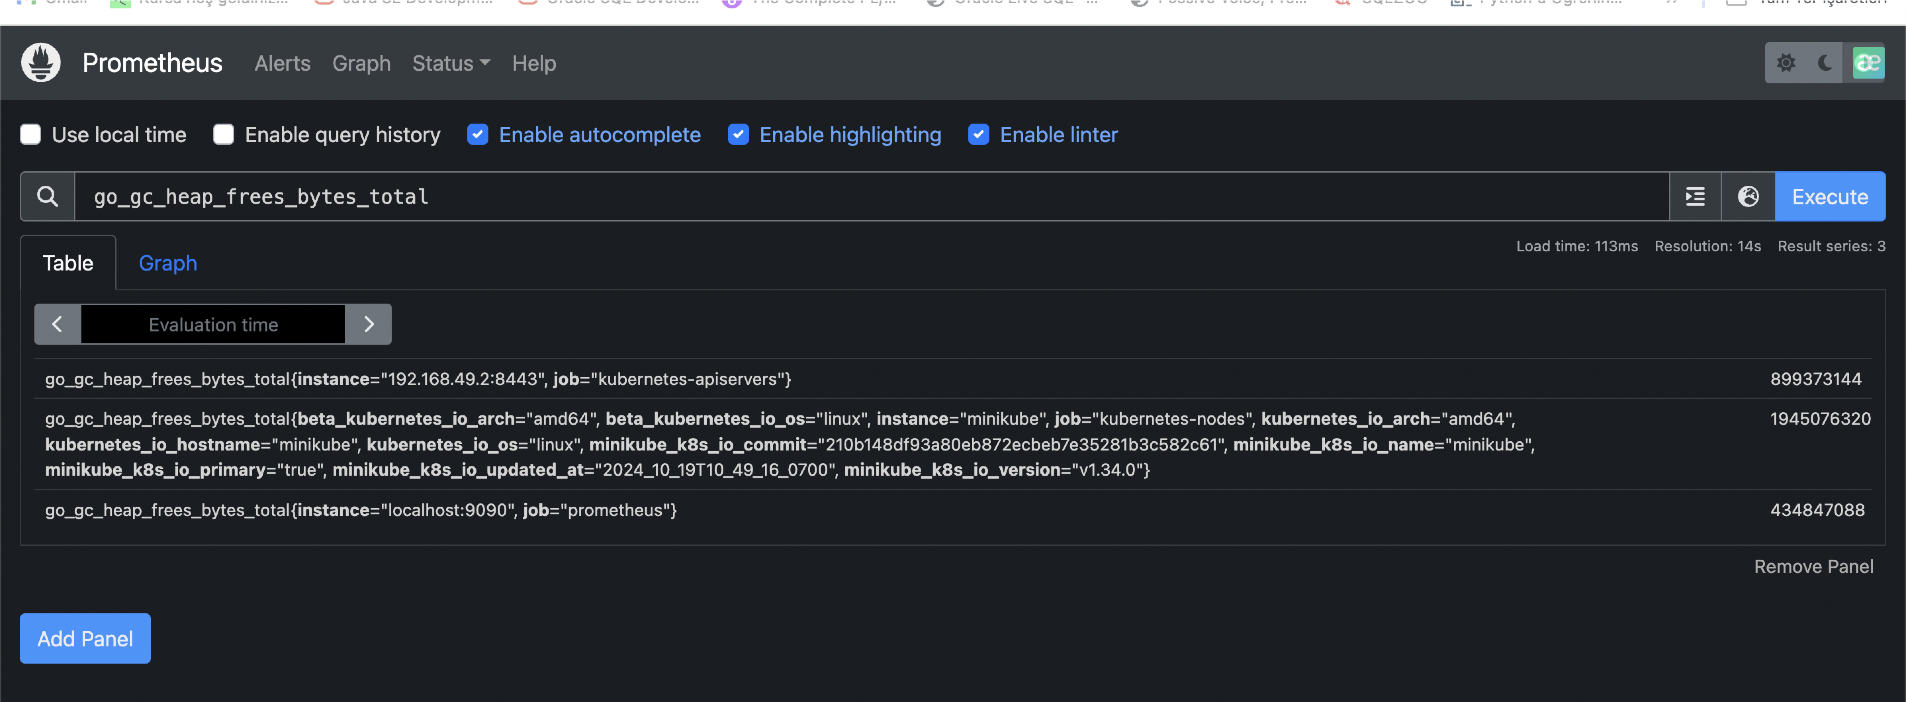 Prometheus Alerts Graph Status Help
Use local time Enable query history Enable autocomplete Enable highlighting Enable linter
go_gc_heap_frees_bytes_total Execute
Table Graph Load time: 113ms Resolution: 14s Result series: 3
Evaluation time
go_gc_heap_frees_bytes_total{instance="192.168.49.2:8443", job="kubernetes-apiservers"} 899373144
go_gc_heap_frees_bytes_total{beta_kubernetes_io_arch="amd64", beta_kubernetes_io_os="linux", instance="minikube", job="kubernetes-nodes", kubernetes_io_arch="amd64", 1945076320
kubernetes_io_hostname="minikube", kubernetes_io_os="linux", minikube_k8s_io_commit="210b148df93a80eb872ecbeb7e35281b3c582c61", minikube_k8s_io_name="minikube",
minikube_k8s_io_primary="true", minikube_k8s_io_updated_at="2024_10_19T10_49_16_0700", minikube_k8s_io_version="v1.34.0"}
go_gc_heap_frees_bytes_total{instance="localhost:9090", job="prometheus"} 434847088
Remove Panel
Add Panel